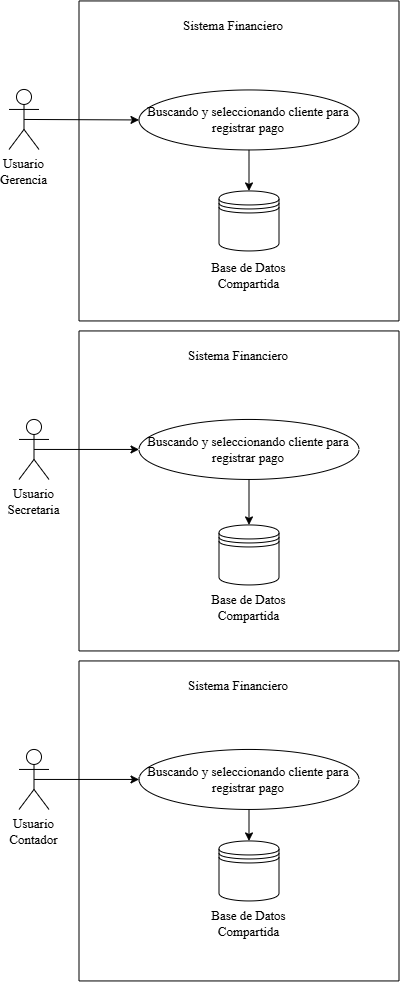 Sistema Financiero
Buscando y seleccionando cliente para
registrar pago
Usuario
Gerencia
Base de Datos
Compartida
Sistema Financiero
Buscando y seleccionando cliente para
registrar pago
Usuario
Secretaria
Base de Datos
Compartida
Sistema Financiero
Buscando y seleccionando cliente para
registrar pago
Usuario
Contador
Base de Datos
Compartida